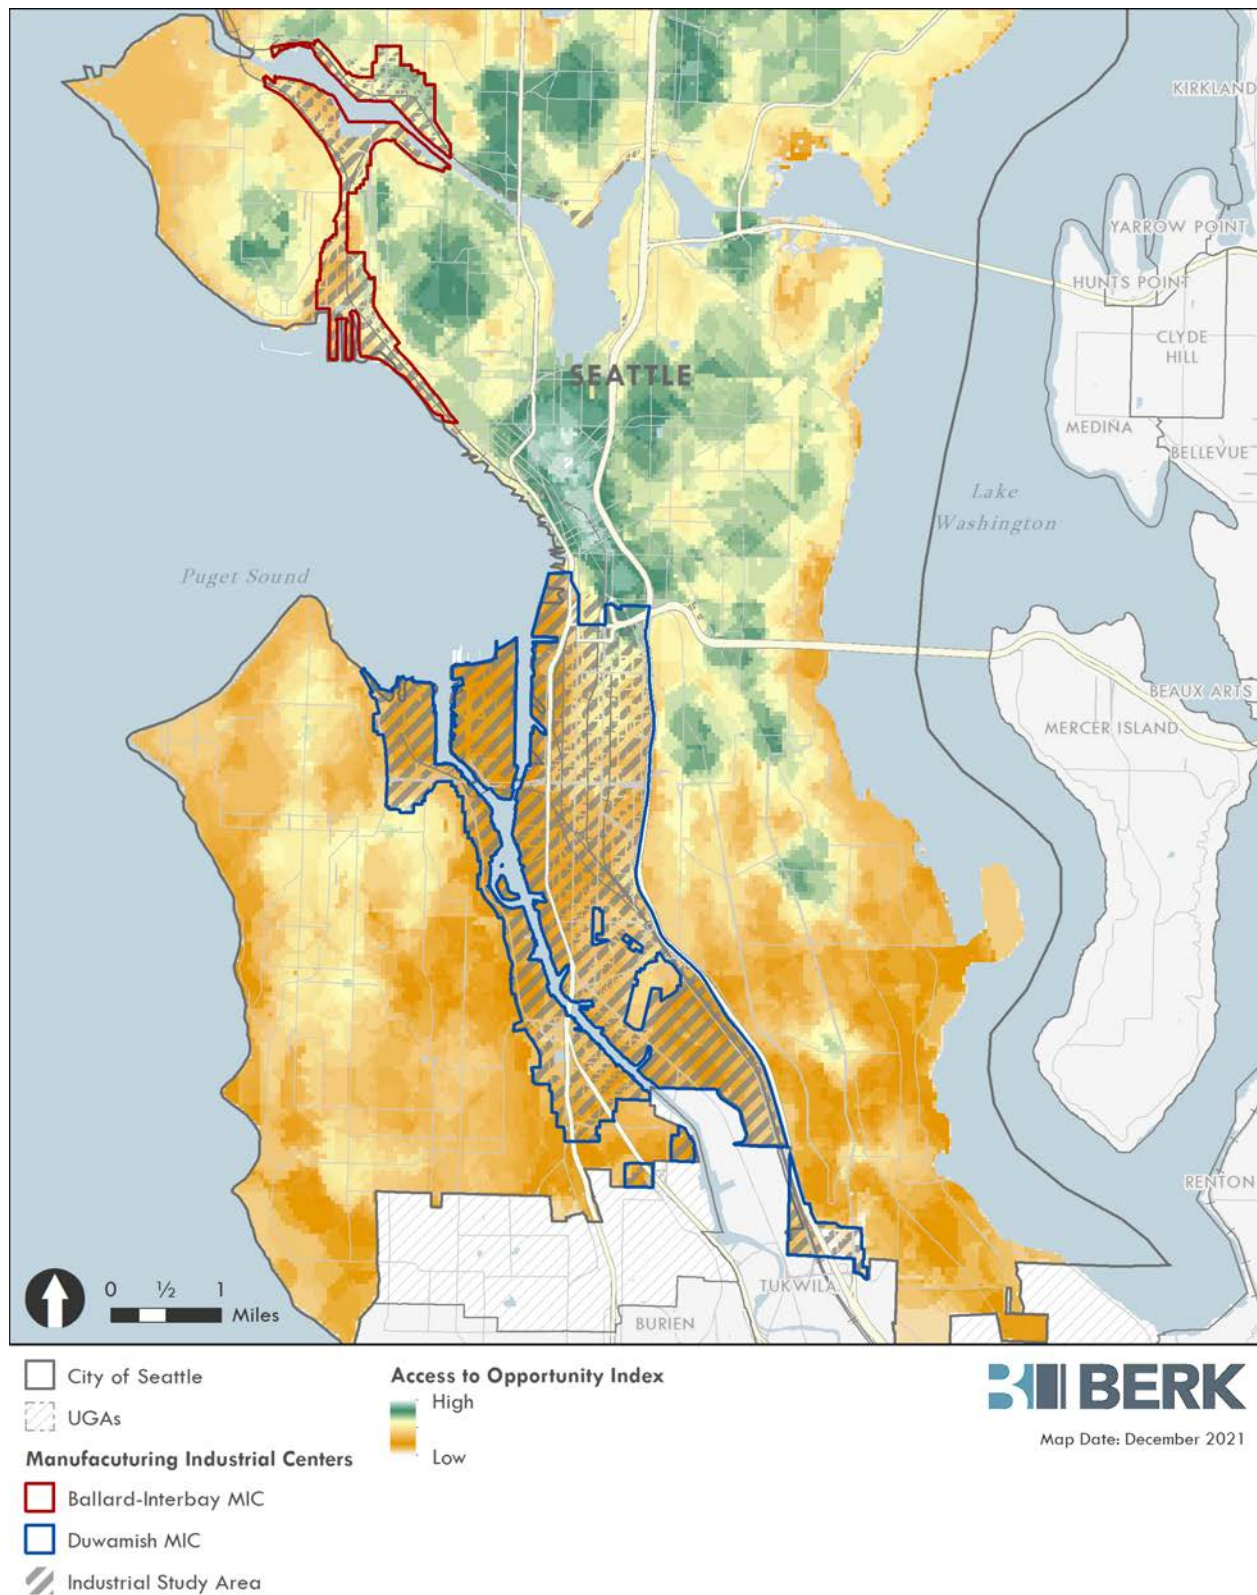 KIRKLAND
YARROW POINT
HUNTS POINT
CLYDE
HILL
SEATTLE
MEDINA
BELLEVUE
Lake
Washington
Puget Sound
BEAUX ARTS
MERCER ISLAND
RENTON
TUKWILA
BURIEN
0 ½ 1
Miles
City of Seattle
UGAs
Manufacuturing Industrial Centers
Ballard-Interbay MIC
Duwamish MIC
Industrial Study Area
Access to Opportunity Index
High
Low
BERK
Map Date: December 2021